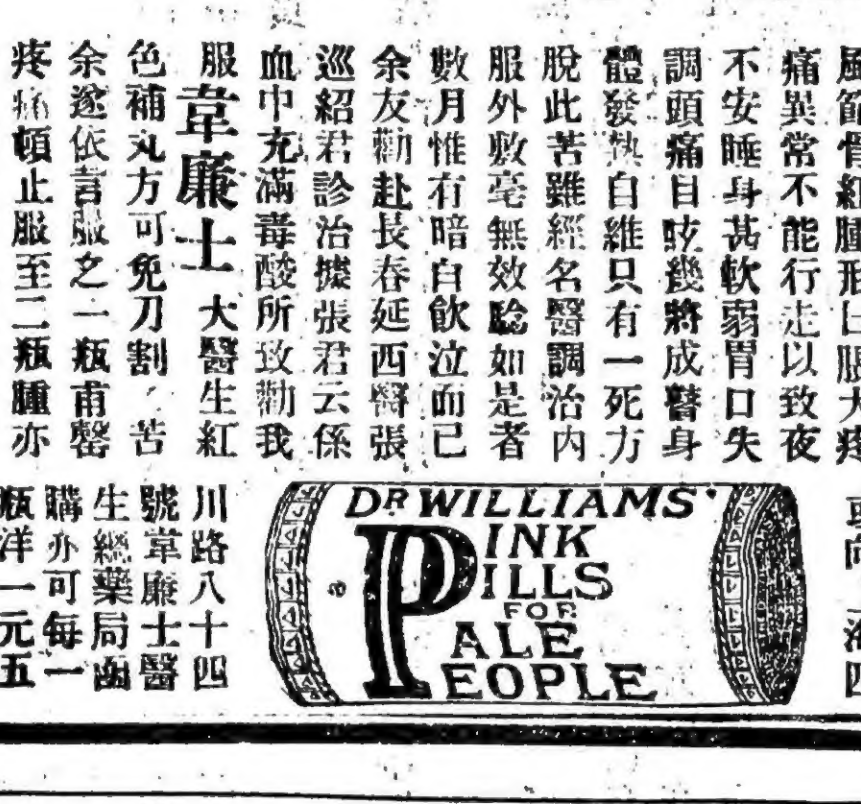 風節骨紅腫形日脹大疼
痛異常不能行走以致夜
不安睡身甚軟弱胃口失
調頭痛目眩幾將成瞽身
體發熱自維只有一死方
脫此苦雖經名醫調治内
服外敷毫無效騐如是者
數月惟有暗自飲泣而已
余友勸赴長春延西醫張
巡紹君診治據張君云係
血中充滿毒酸所致勸我
服韋廉士大醫生紅
色補丸方可免刀割 苦
余遂依言服之一瓶甫罄
疼痛頓止服至二瓶腫亦
DR WILLIAMS'
PINK
PILLS
FOR
PALE
PEOPLE
川路八十四
號韋廉士醫
生總藥局函
購亦可每一
瓶洋一元五